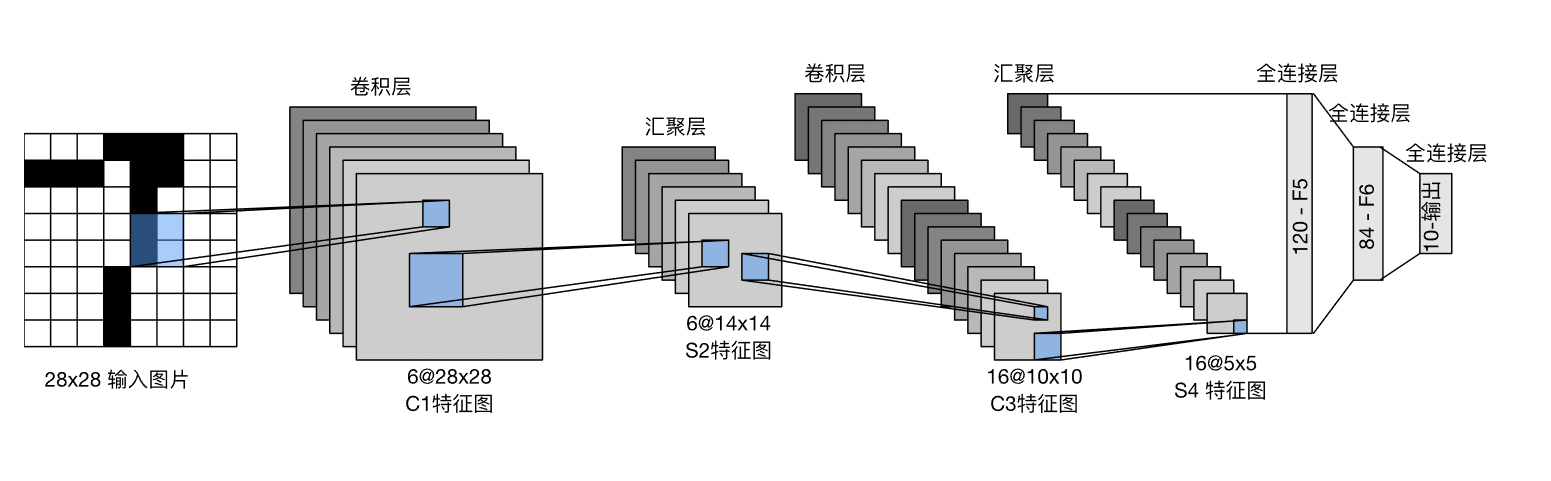 28x28 输入图片
卷积层
6@28x28
C1特征图
汇聚层
6@14x14
S2特征图
卷积层
16@10x10
C3特征图
汇聚层
16@5x5
S4 特征图
全连接层
120 - F5
全连接层
84 - F6
全连接层
10-输出